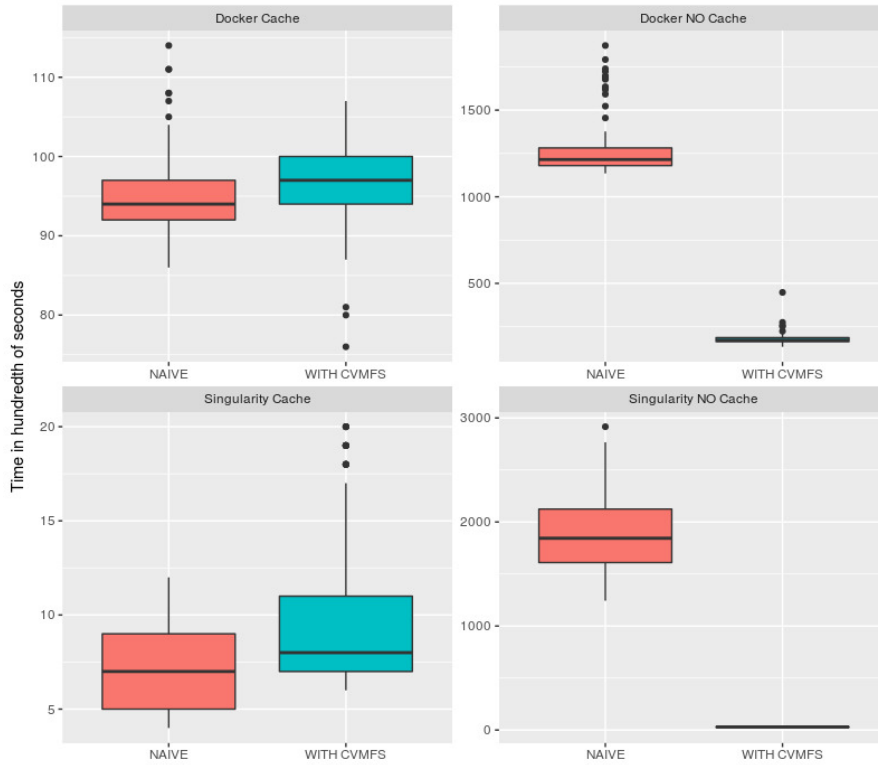 Docker Cache
Docker NO Cache
110
100
90
80
NAIVE
WITH CVMFS
1500
1000
500
NAIVE
WITH CVMFS
Time in hundredth of seconds
Singularity Cache
Singularity NO Cache
20
15
10
5
NAIVE
WITH CVMFS
3000
2000
1000
0
NAIVE
WITH CVMFS